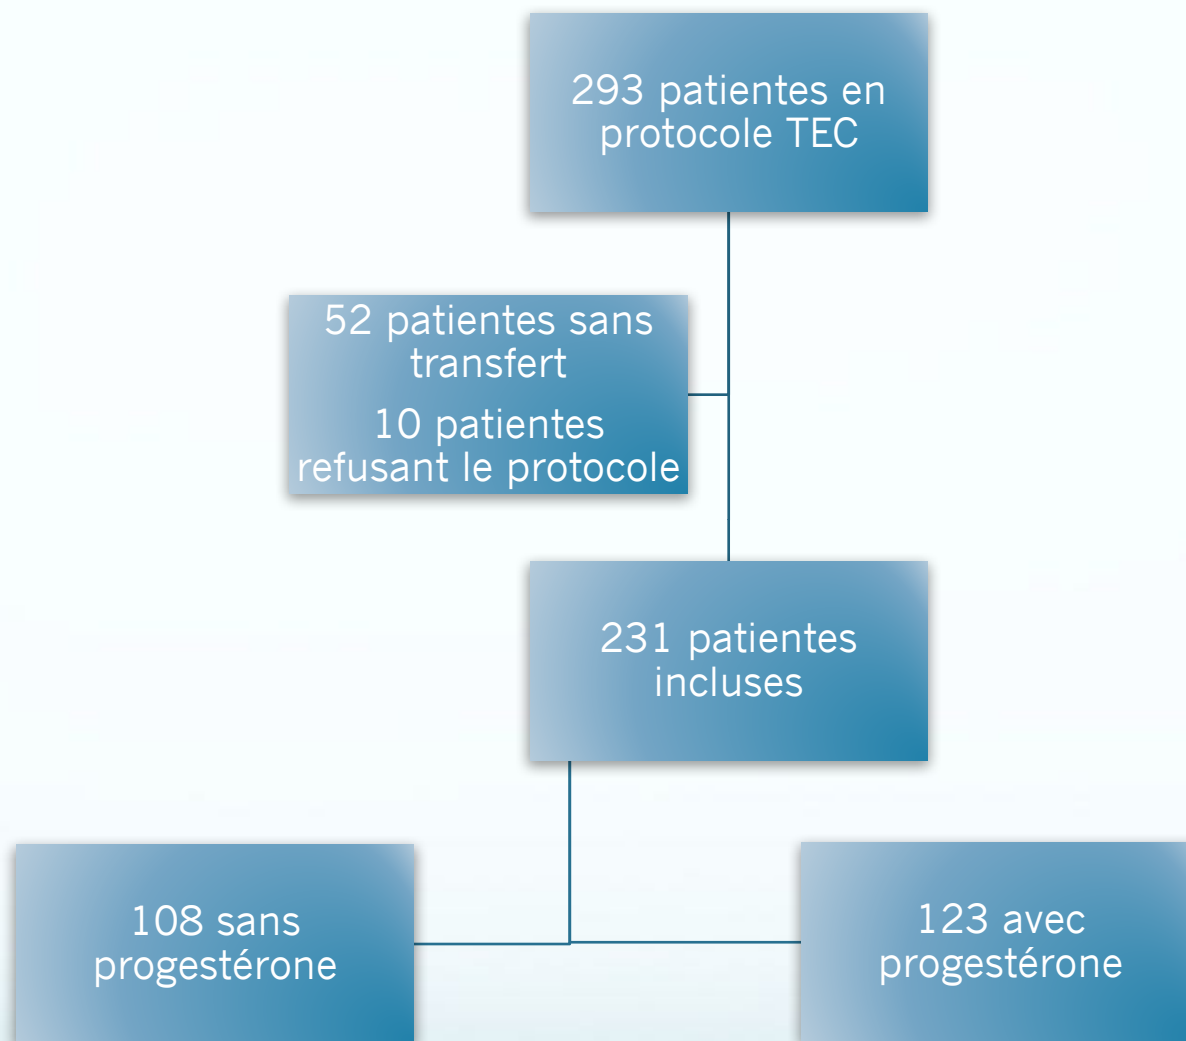 293 patientes en
protocole TEC
52 patientes sans
transfert
10 patientes
refusant le protocole
231 patientes
incluses
108 sans
progestérone
123 avec
progestérone